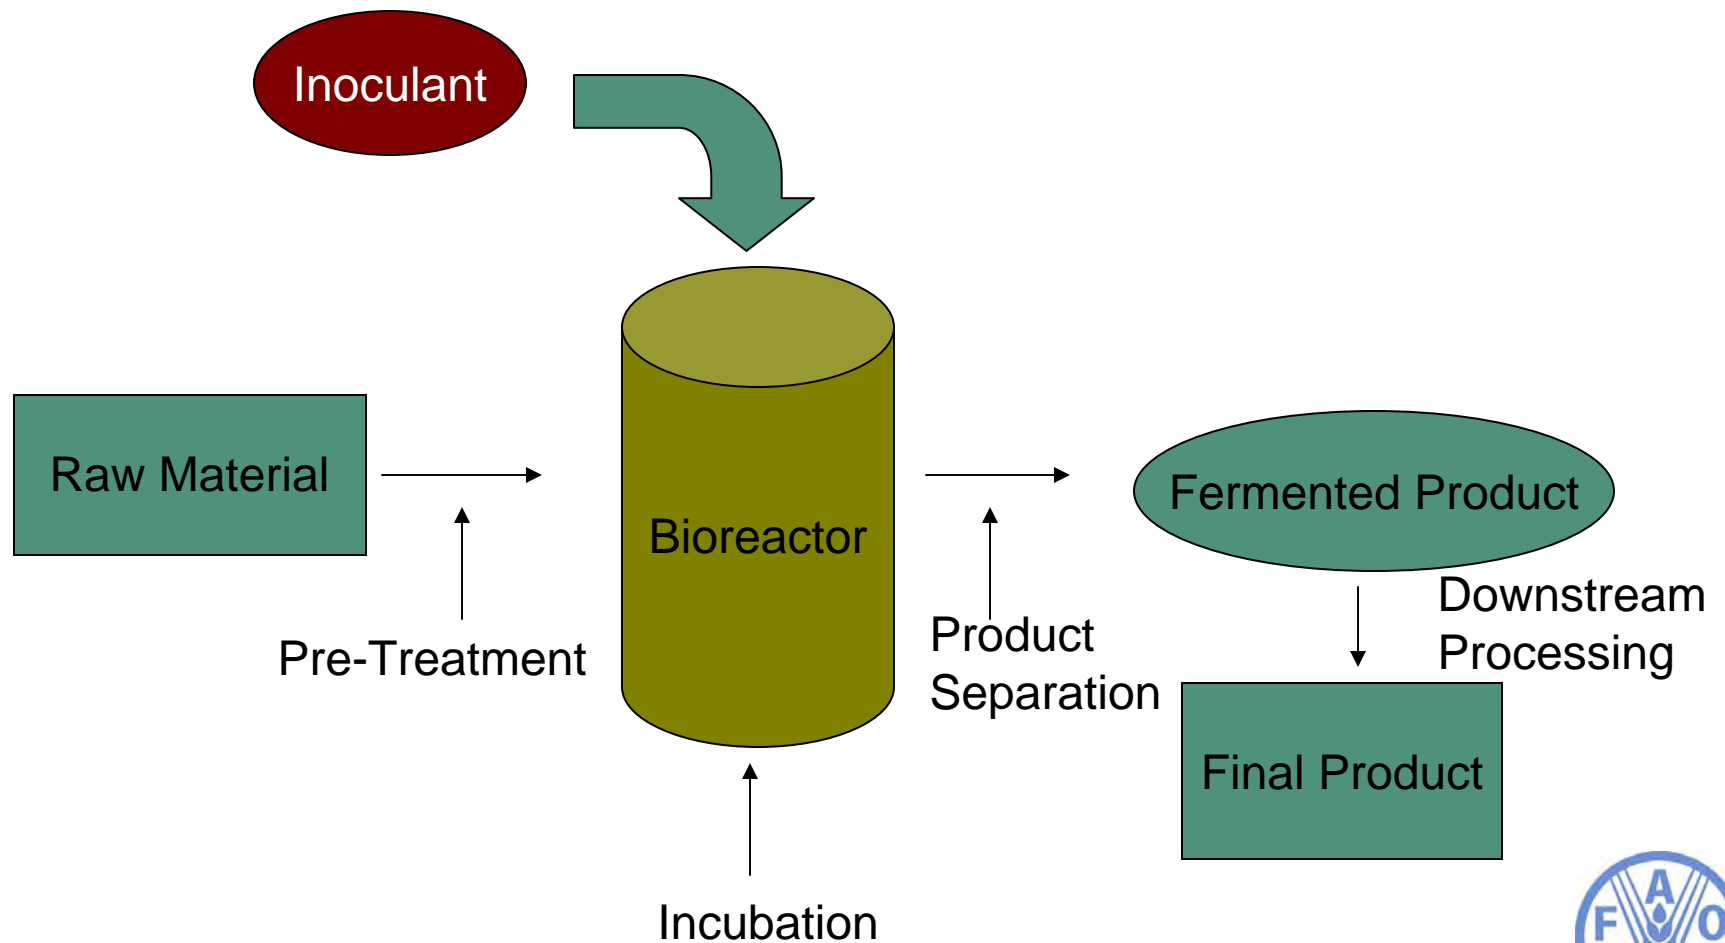 Inoculant
Raw Material
Bioreactor
Fermented Product
Pre-Treatment
Product
Separation
Downstream
Processing
Final Product
Incubation
F A O